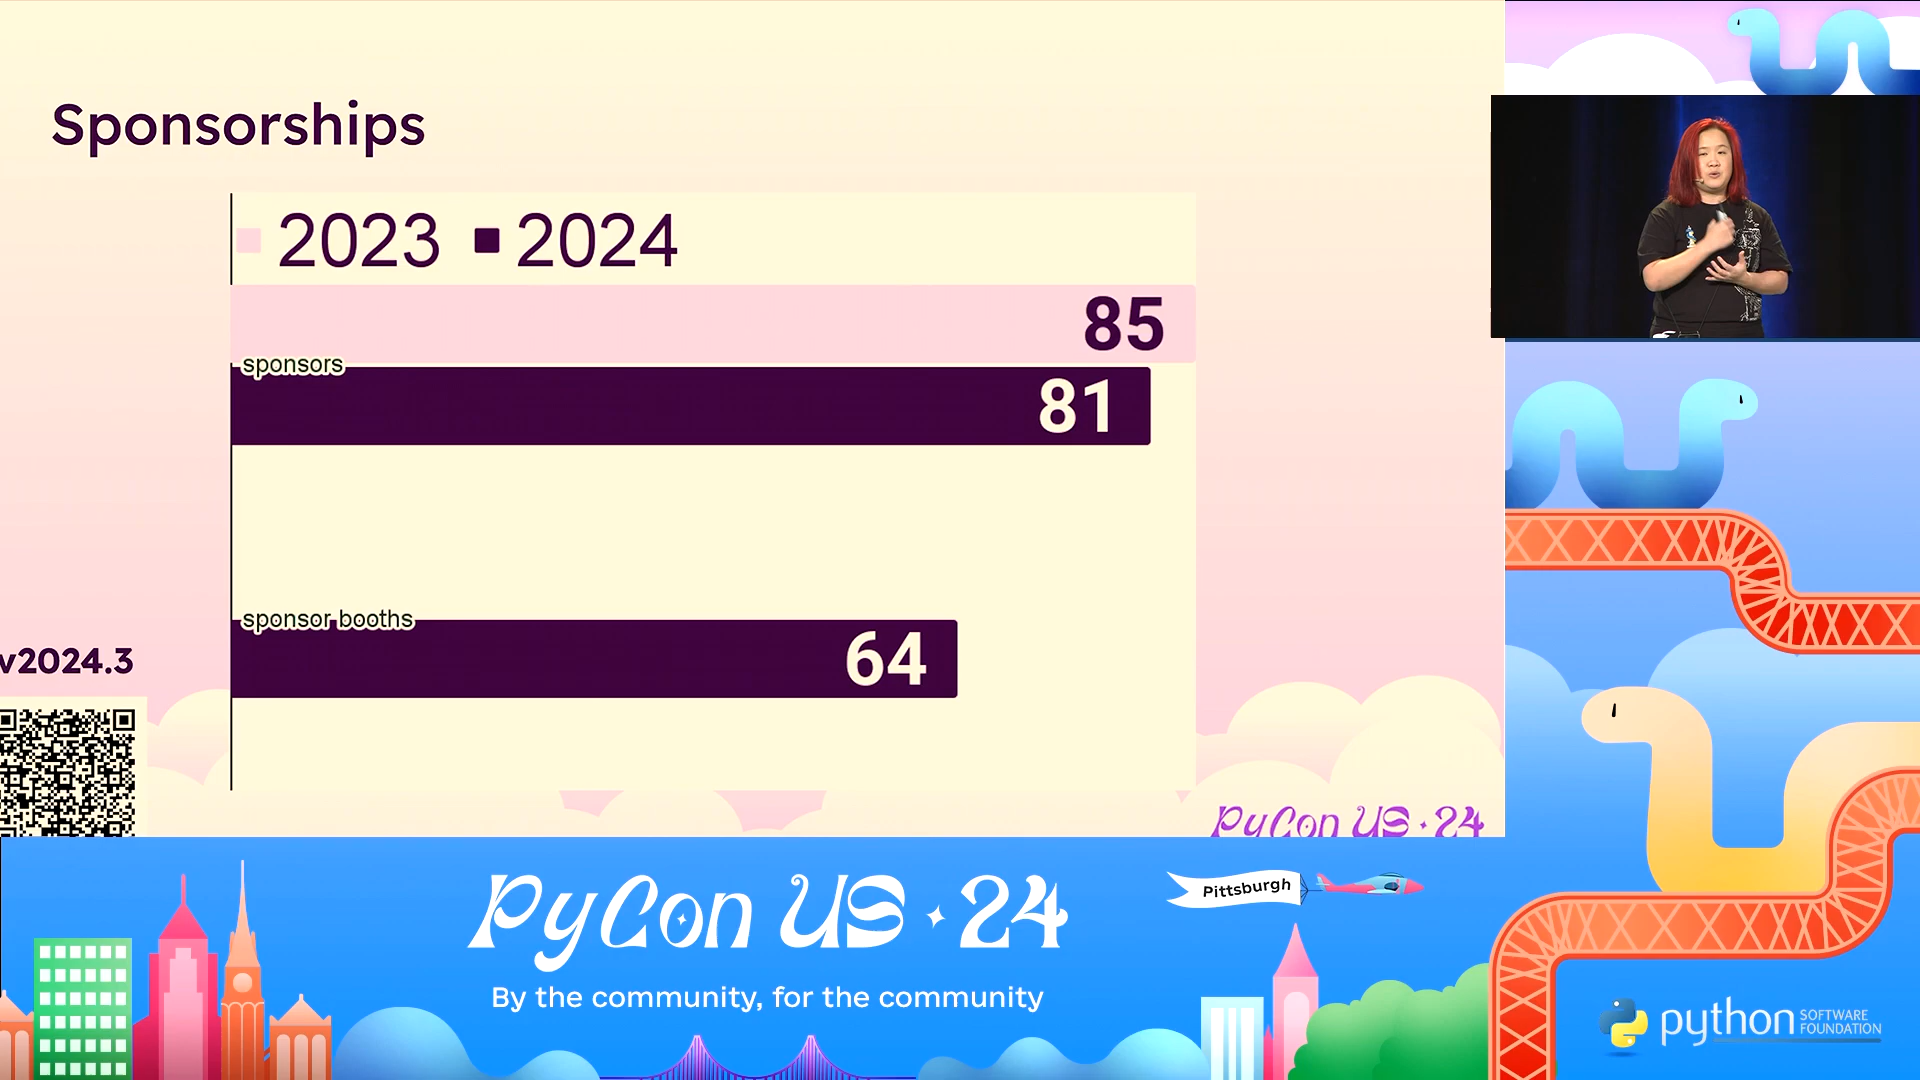 Sponsorships
2023 2024
85
sponsors
81
sponsor booths
64
v2024.3
PyCon US · 24
PyCon US · 24
By the community, for the community
Pittsburgh
python
SOFTWARE
FOUNDATION